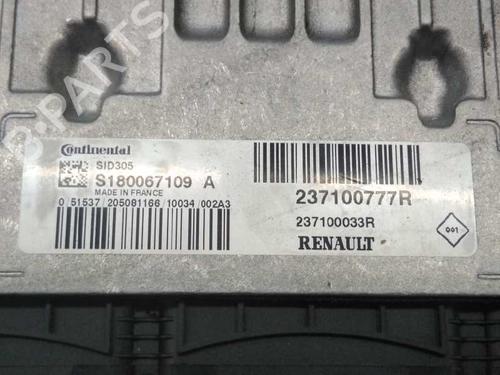 Continental
SID305
S180067109 A
MADE IN FRANCE
0 51537 205081166 10034 002A3
237100777R
237100033R
RENAULT
001
B-PARTS